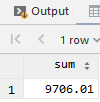 Output
1 row
sum
1 9706.01